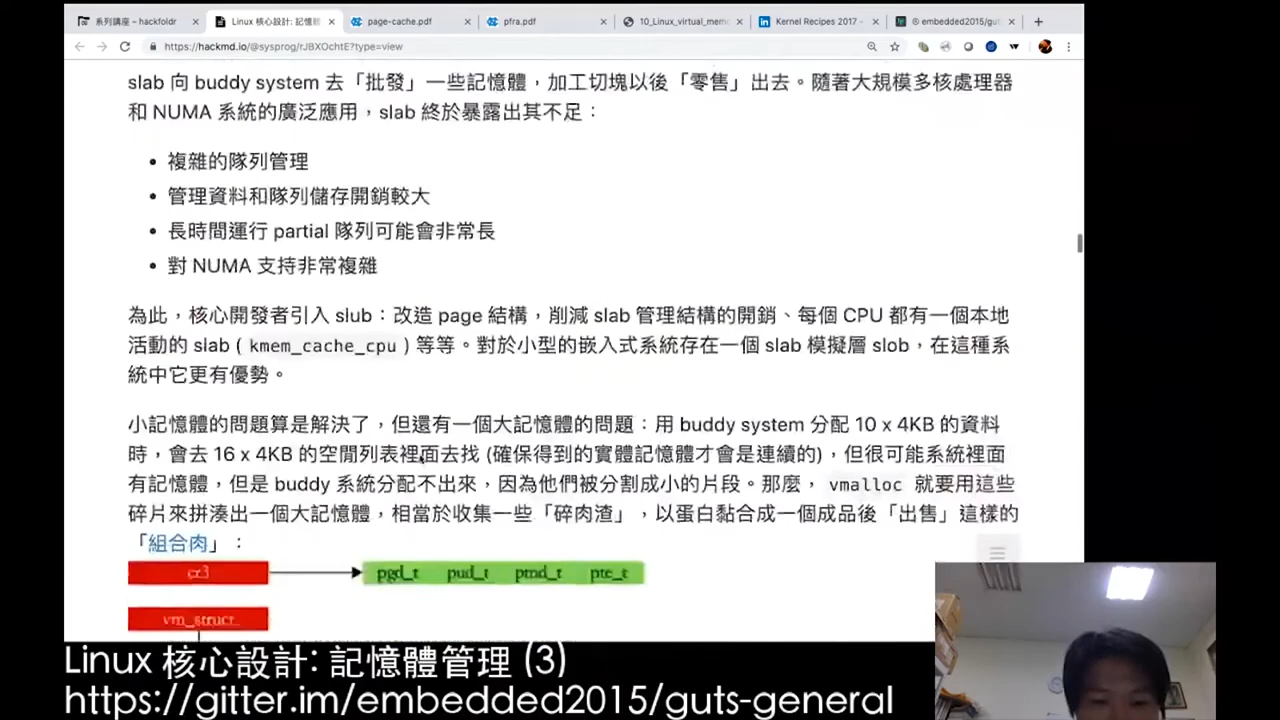 系列講座 – hackfoldr
Linux 核心設計: 記憶體
page-cache.pdf
pfra.pdf
10_Linux_virtual_mem
Kernel Recipes 2017 -
embedded2015/gut
https://hackmd.io/@sysprog/rJBXOchtE?type=view
slab 向 buddy system 去「批發」一些記憶體，加工切塊以後「零售」出去。隨著大規模多核處理器
和 NUMA 系統的廣泛應用，slab 終於暴露出其不足：
• 複雜的隊列管理
• 管理資料和隊列儲存開銷較大
• 長時間運行 partial 隊列可能會非常長
• 對 NUMA 支持非常複雜
為此，核心開發者引入 slub：改造 page 結構，削減 slab 管理結構的開銷、每個 CPU 都有一個本地
活動的 slab ( kmem_cache_cpu ) 等等。對於小型的嵌入式系統存在一個 slab 模擬層 slob，在這種系
統中它更有優勢。
小記憶體的問題算是解決了，但還有一個大記憶體的問題：用 buddy system 分配 10 x 4KB 的資料
時，會去 16 x 4KB 的空閒列表裡面去找 (確保得到的實體記憶體才會是連續的)，但很可能系統裡面
有記憶體，但是 buddy 系統分配不出來，因為他們被分割成小的片段。那麼， vmalloc 就要用這些
碎片來拼湊出一個大記憶體，相當於收集一些「碎肉渣」，以蛋白黏合成一個成品後「出售」這樣的
「組合肉」：
cr3 pgd_t pud_t pmd_t pte_t
vm_struct
Linux 核心設計: 記憶體管理 (3)
https://gitter.im/embedded2015/guts-general